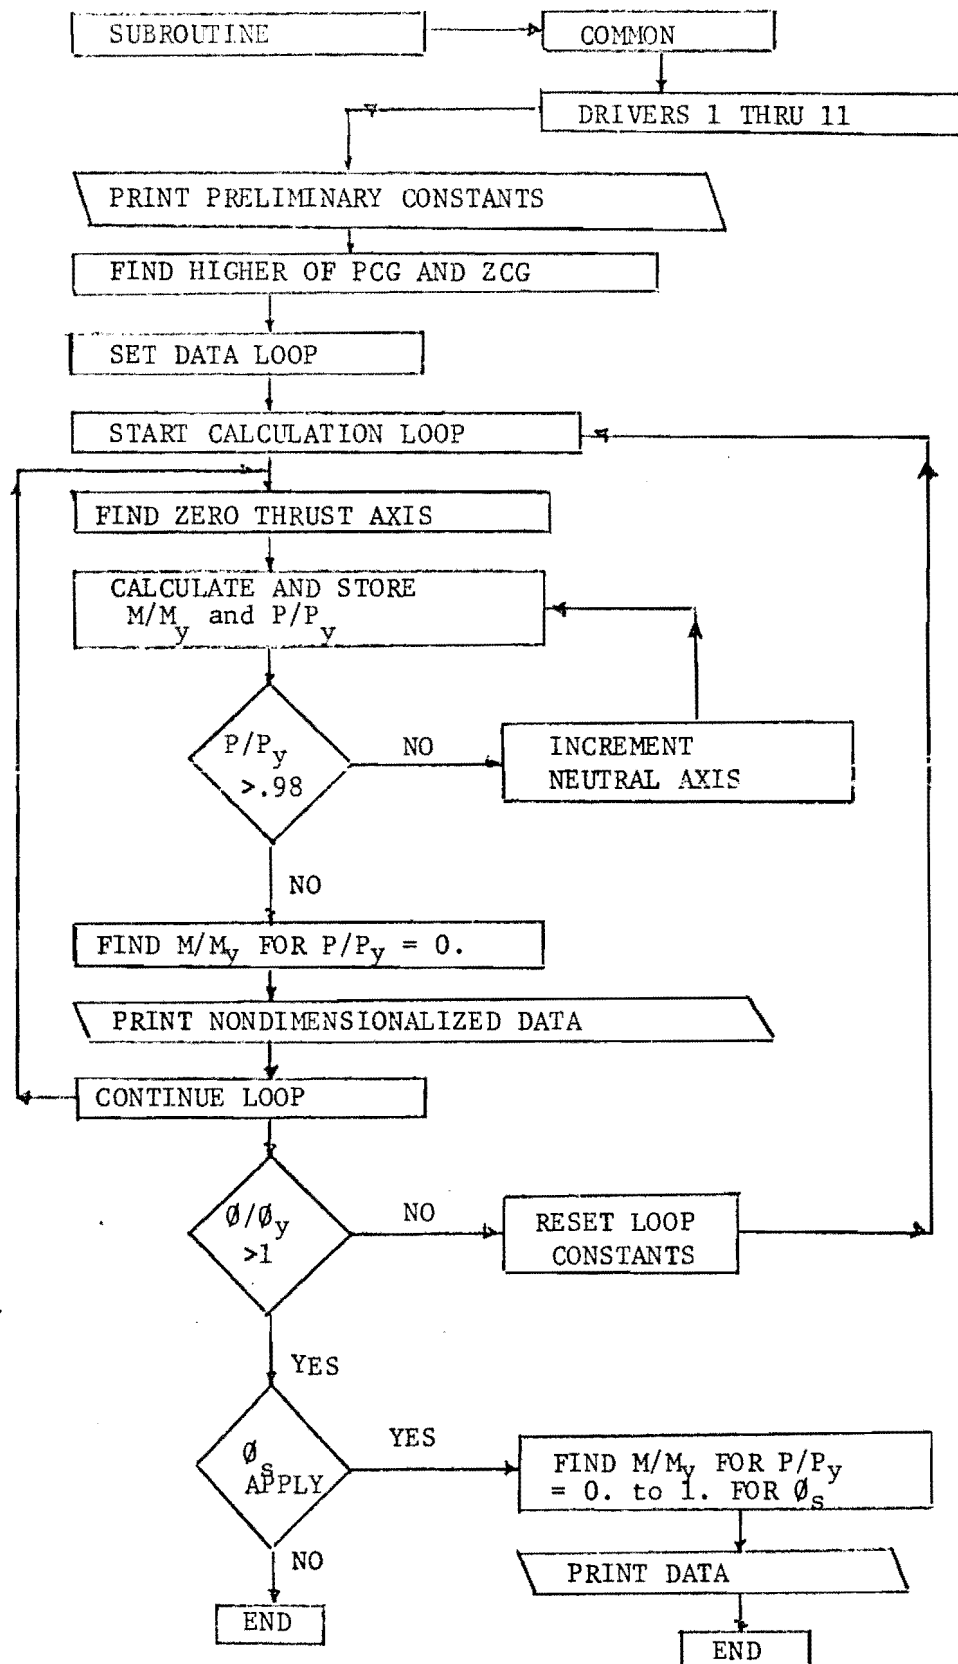 SUBROUTINE
COMMON
DRIVERS 1 THRU 11
PRINT PRELIMINARY CONSTANTS
FIND HIGHER OF PCG AND ZCG
SET DATA LOOP
START CALCULATION LOOP
FIND ZERO THRUST AXIS
CALCULATE AND STORE
M/My and P/Py
P/Py
>.98
NO
INCREMENT
NEUTRAL AXIS
NO
FIND M/My FOR P/Py = 0.
PRINT NONDIMENSIONALIZED DATA
CONTINUE LOOP
Ø/Øy
>1
NO
RESET LOOP
CONSTANTS
YES
Øs
APPLY
YES
FIND M/My FOR P/Py
= 0. to 1. FOR Øs
NO
PRINT DATA
END
END